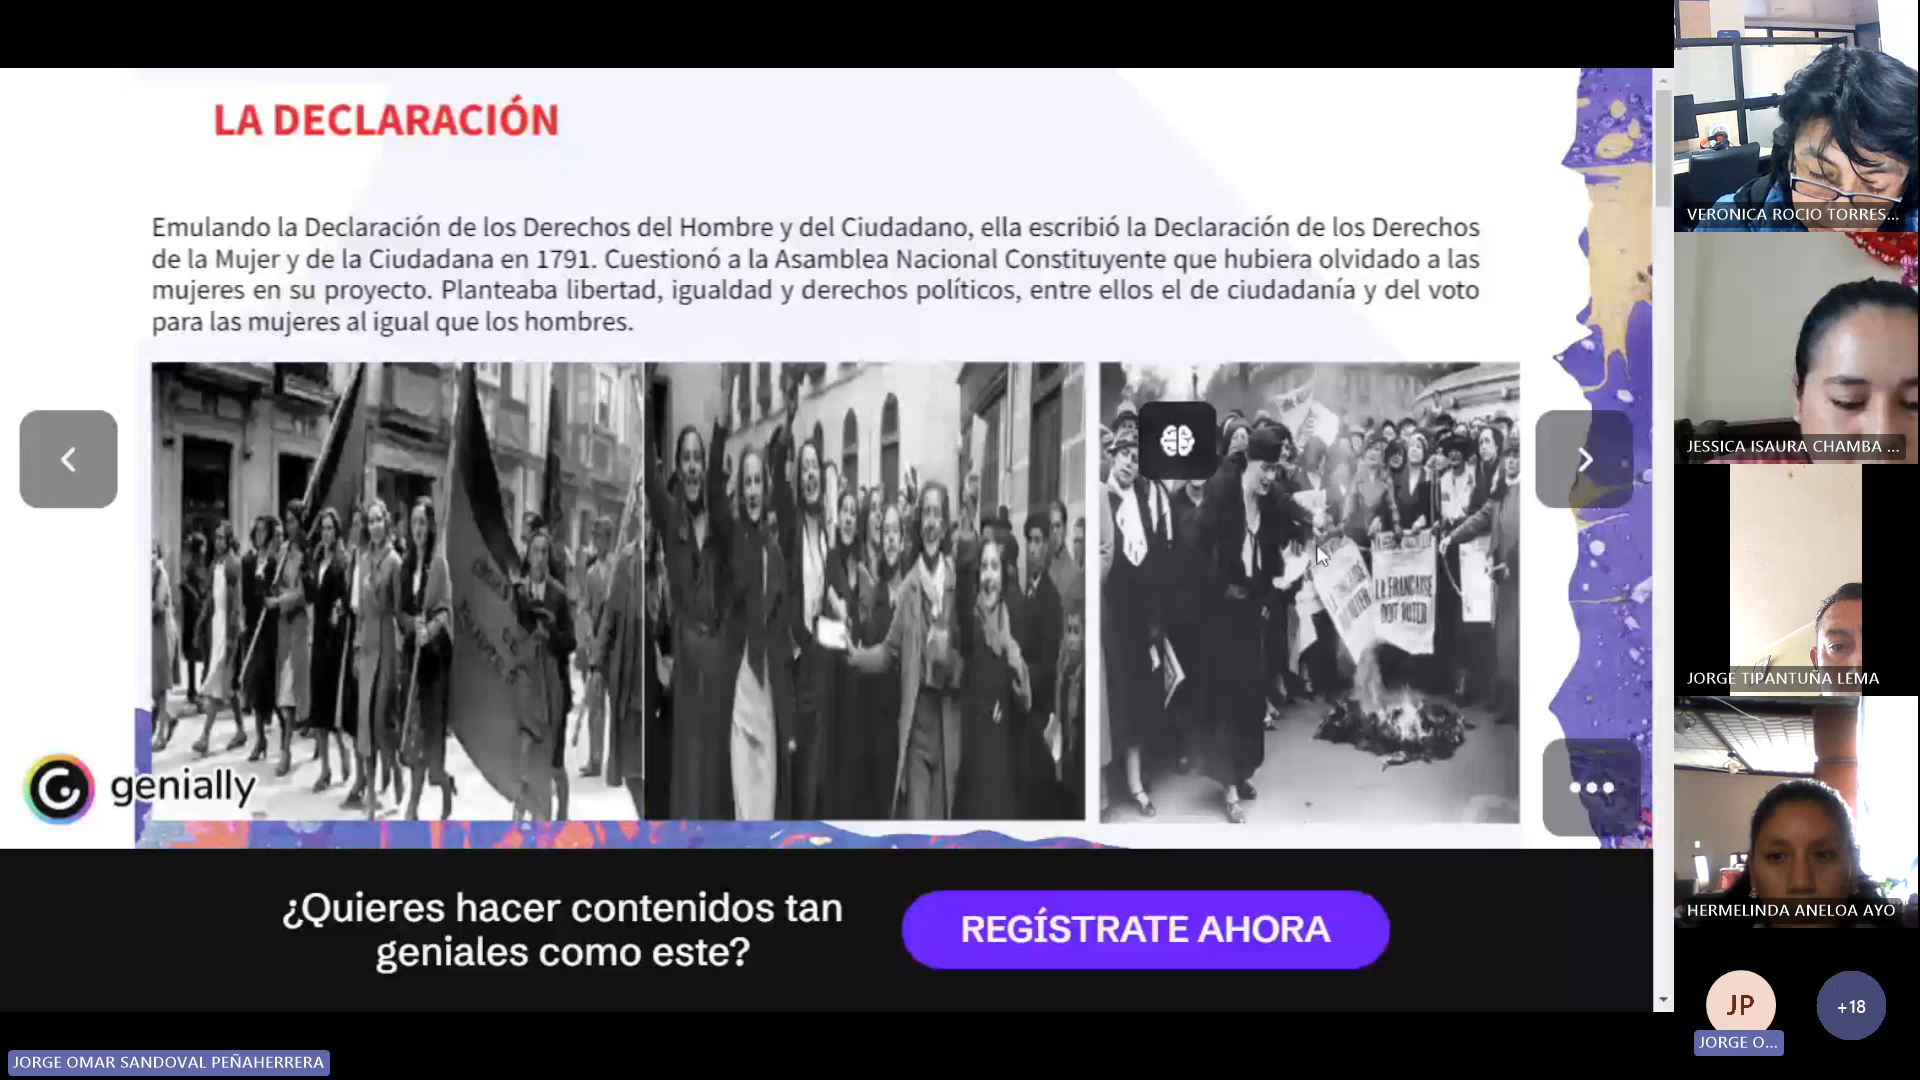 LA DECLARACIÓN
Emulando la Declaración de los Derechos del Hombre y del Ciudadano, ella escribió la Declaración de los Derechos
de la Mujer y de la Ciudadana en 1791. Cuestionó a la Asamblea Nacional Constituyente que hubiera olvidado a las
mujeres en su proyecto. Planteaba libertad, igualdad y derechos políticos, entre ellos el de ciudadanía y del voto
para las mujeres al igual que los hombres.
LA FRANCAISE
DOIT VOTER
genially
¿Quieres hacer contenidos tan
geniales como este?
REGÍSTRATE AHORA
VERONICA ROCIO TORRES...
JESSICA ISAURA CHAMBA ...
JORGE TIPANTUÑA LEMA
HERMELINDA ANELOA AYO
JP
+18
JORGE O...
JORGE OMAR SANDOVAL PEÑAHERRERA